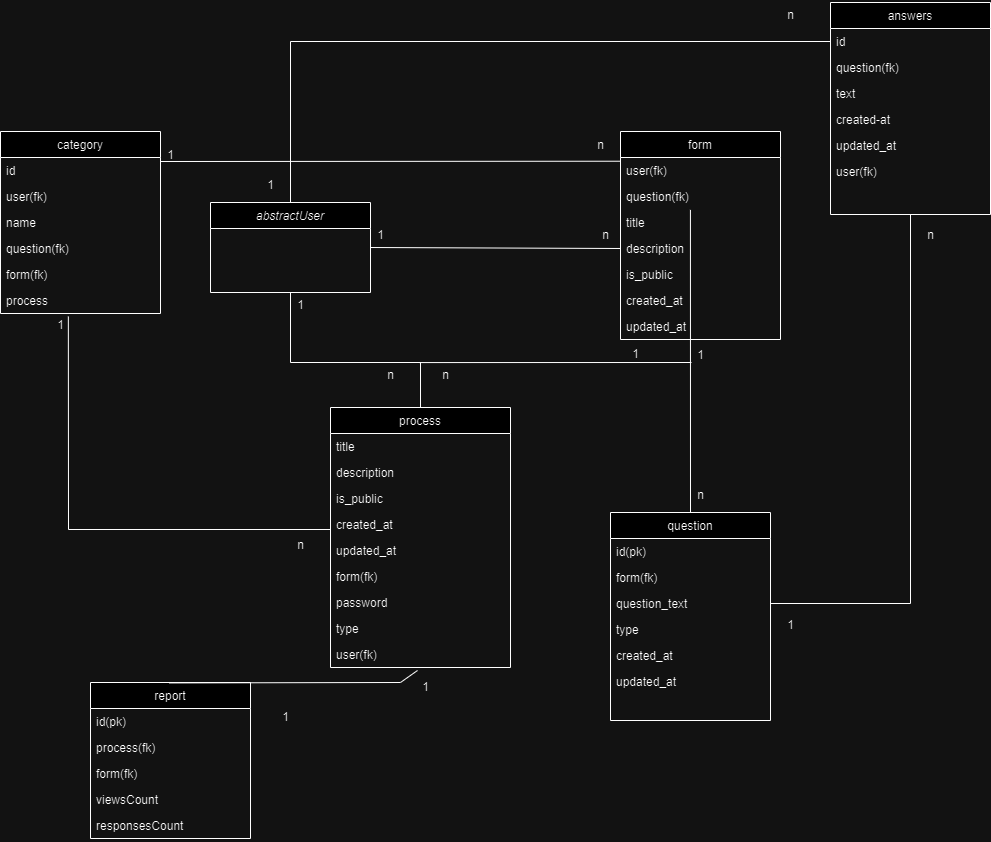 n
answers
id
question(fk)
text
created-at
updated_at
user(fk)
n
category
id
user(fk)
name
question(fk)
form(fk)
process
1
1
n
form
user(fk)
question(fk)
title
description
is_public
created_at
updated_at
1
1
1
abstractUser
1
n
1
n
n
process
title
description
is_public
created_at
updated_at
form(fk)
password
type
user(fk)
n
1
n
question
id(pk)
form(fk)
question_text
type
created_at
updated_at
1
report
id(pk)
process(fk)
form(fk)
viewsCount
responsesCount
1